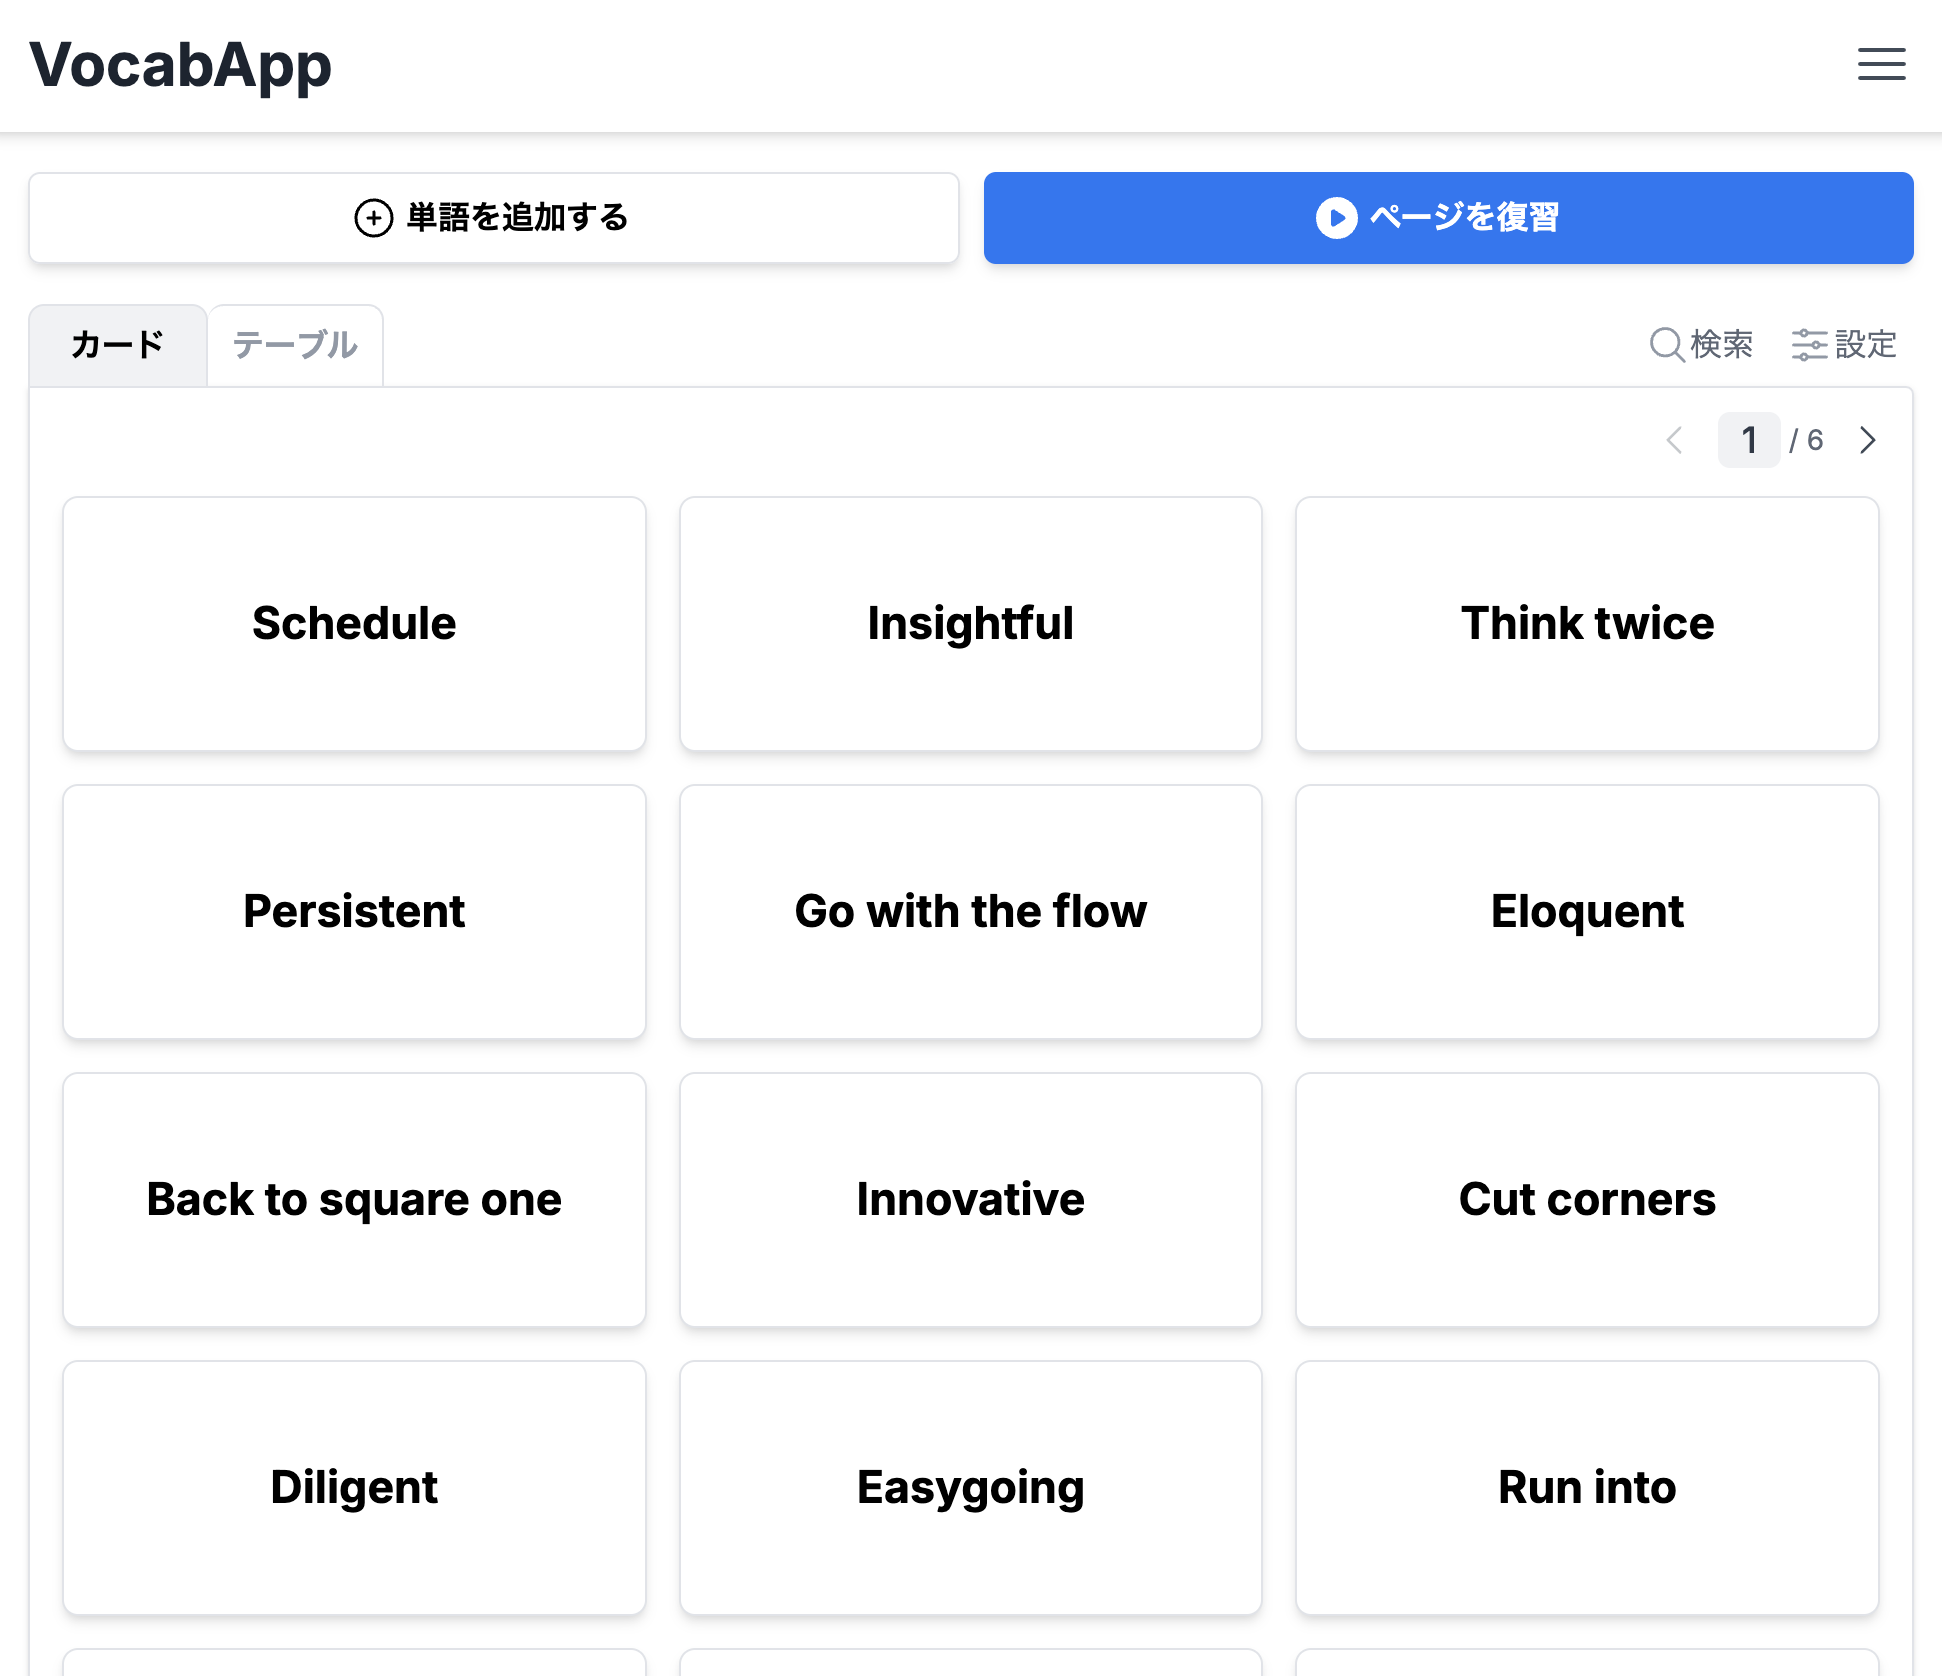 VocabApp
単語を追加する
ページを復習
カード テーブル 検索 設定
1 / 6
Schedule Insightful Think twice
Persistent Go with the flow Eloquent
Back to square one Innovative Cut corners
Diligent Easygoing Run into